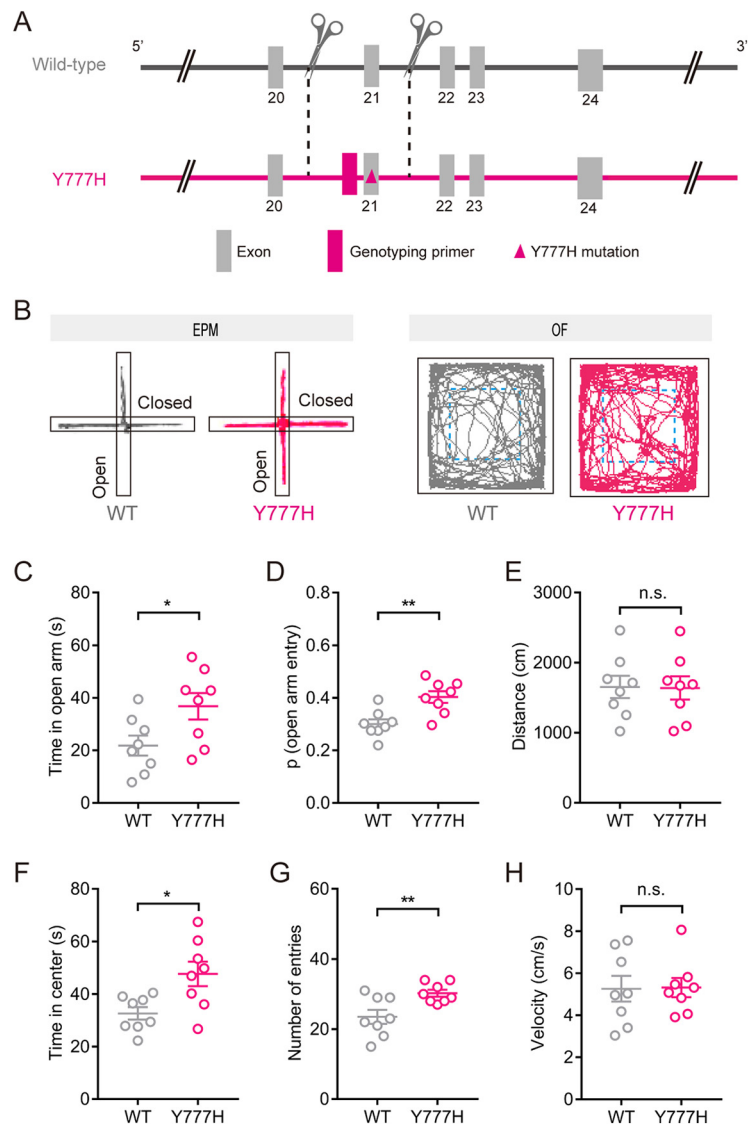 A
5’
3’
Wild-type
20
21
22
23
24
Y777H
20
21
22
23
24
Exon
Genotyping primer
Y777H mutation
B
EPM
OF
Closed
Closed
Open
Open
WT
Y777H
WT
Y777H
C
D
E
Time in open arm (s)
80
60
40
20
0
*
WT
Y777H
p (open arm entry)
0.8
0.6
0.4
0.2
0.0
**
WT
Y777H
Distance (cm)
3000
2000
1000
0
n.s.
WT
Y777H
F
G
H
Time in center (s)
80
60
40
20
0
*
WT
Y777H
Number of entries
60
40
20
0
**
WT
Y777H
Velocity (cm/s)
10
8
6
4
2
0
n.s.
WT
Y777H